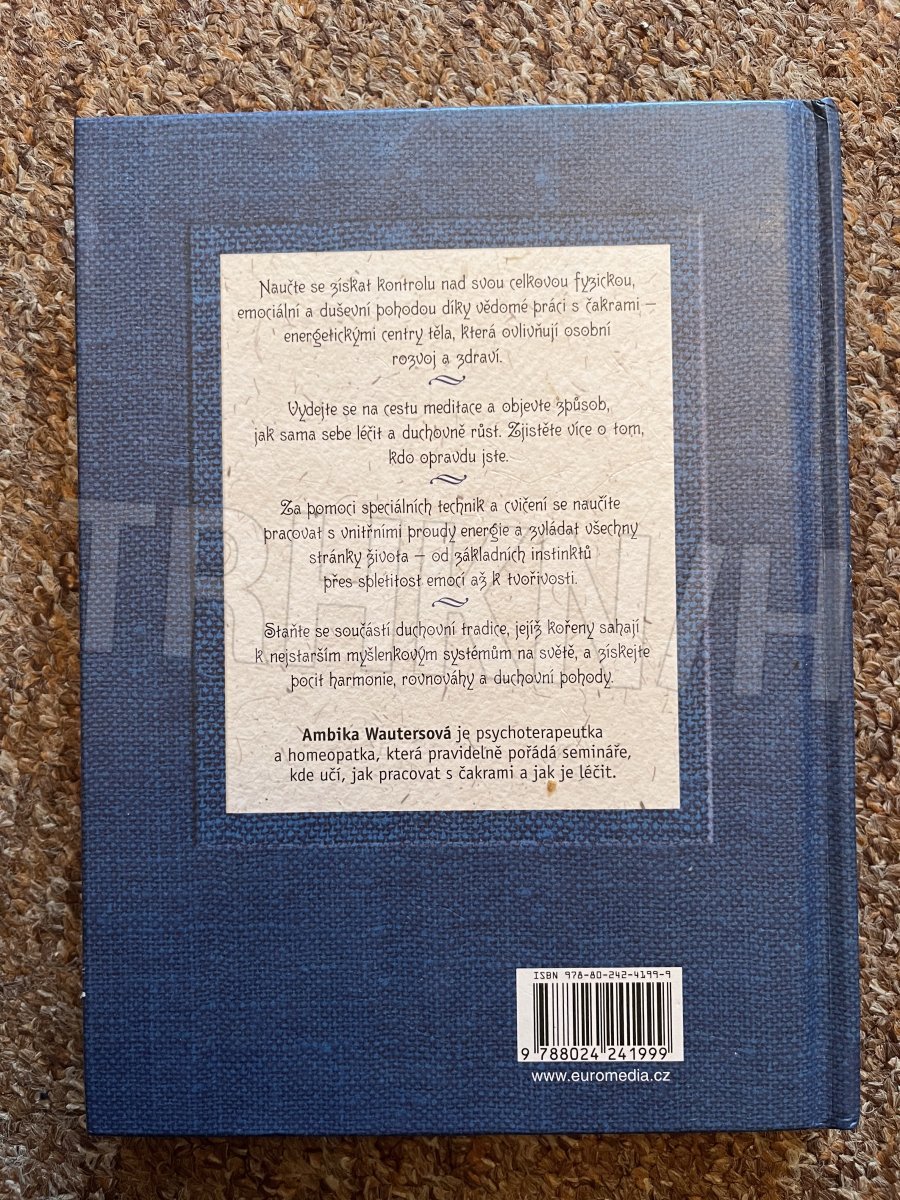 Naučte se získat kontrolu nad svou celkovou fyzickou,
emociální a duševní pohodou díky vědomé práci s čakrami –
energetickými centry těla, která ovlivňují osobní
rozvoj a zdraví.
Vydejte se na cestu meditace a objevte způsob,
jak sama sebe léčit a duchovně růst. Zjistěte více o tom,
kdo opravdu jste.
Za pomoci speciálních technik a cvičení se naučíte
pracovat s vnitřními proudy energie a zvládat všechny
stránky života – od základních instinktů
přes spletitost emocí až k tvořivosti.
Staňte se součástí duchovní tradice, jejíž kořeny sahají
k nejstarším myšlenkovým systémům na světě, a získejte
pocit harmonie, rovnováhy a duchovní pohody.
Ambika Wautersová je psychoterapeutka
a homeopatka, která pravidelně pořádá semináře,
kde učí, jak pracovat s čakrami a jak je léčit.
ISBN 978-80-242-4199-9
9 788024 241999
www.euromedia.cz